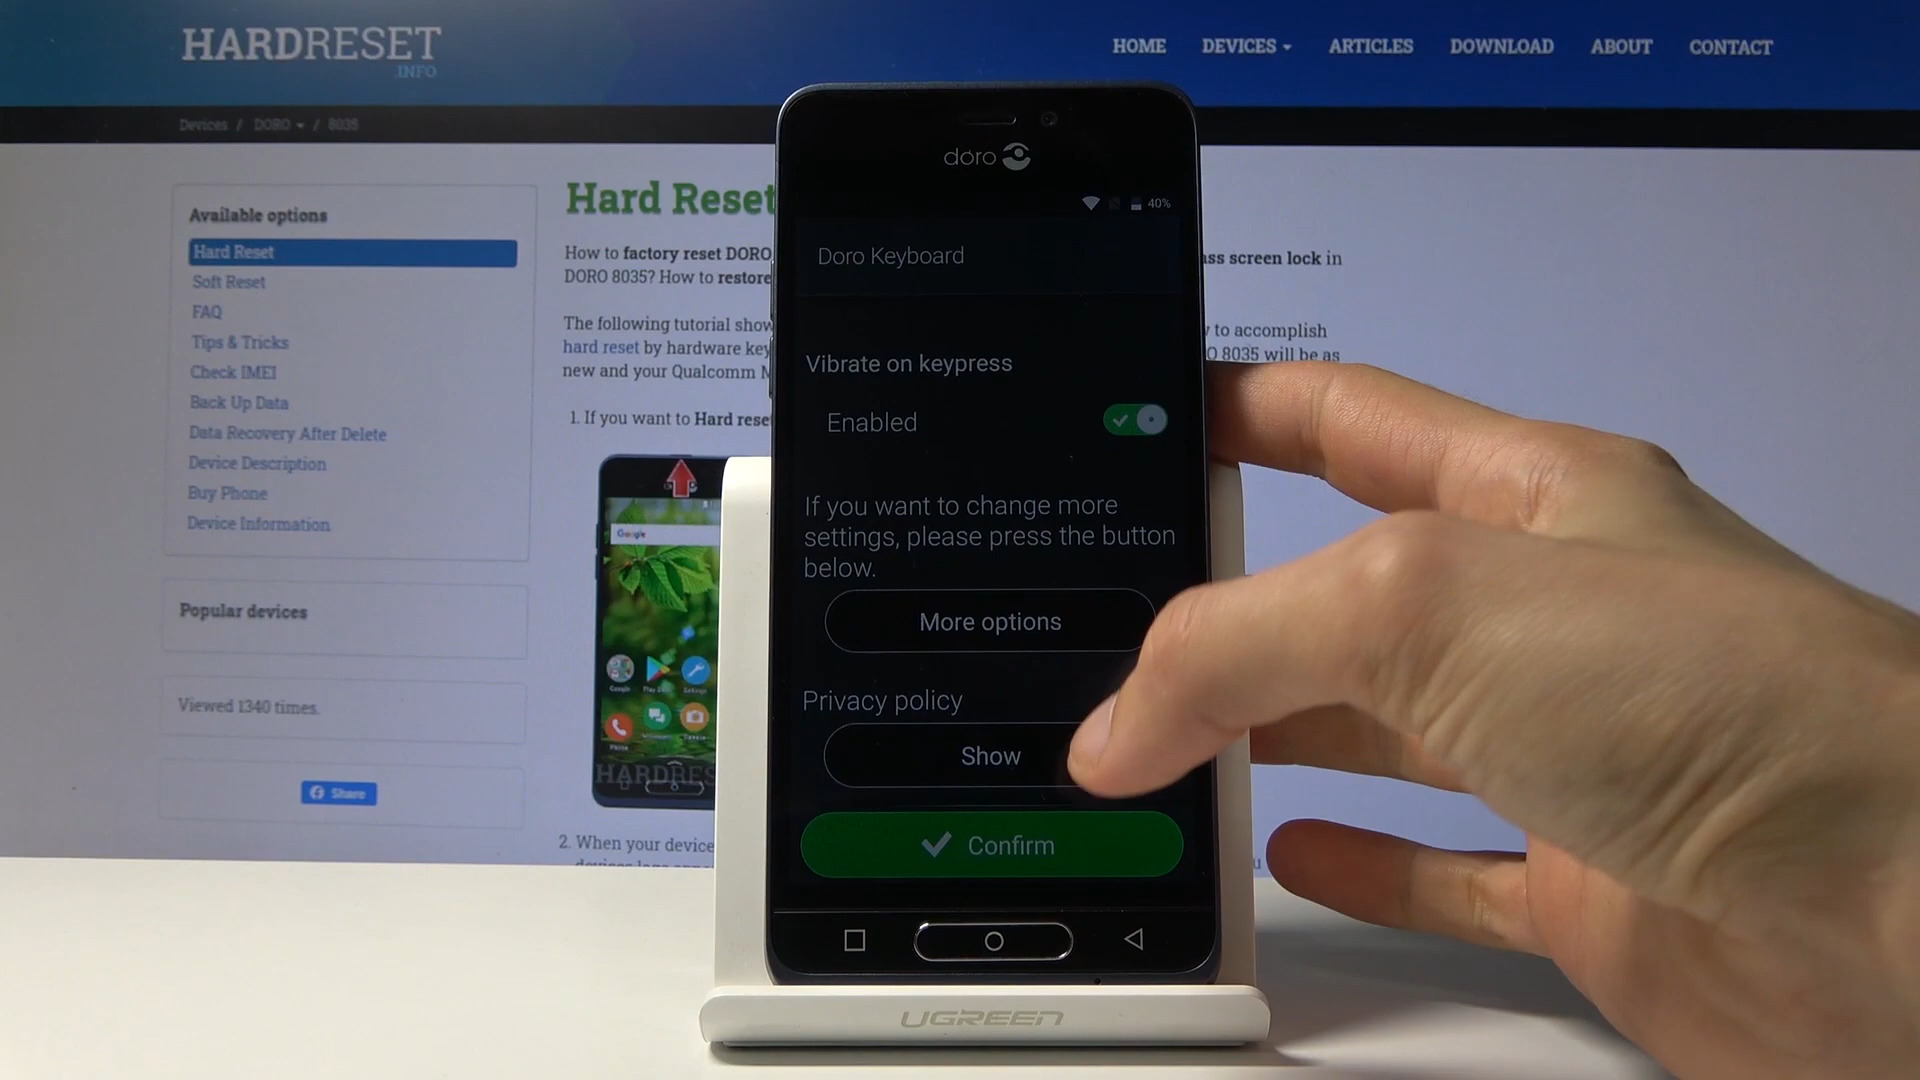 HARDRESET
.INFO
HOME DEVICES ARTICLES DOWNLOAD ABOUT CONTACT
Devices / DORO / 8035
Available options
Hard Reset
Soft Reset
FAQ
Tips & Tricks
Check IMEI
Back Up Data
Data Recovery After Delete
Device Description
Buy Phone
Device Information
Popular devices
Viewed 1340 times.
Share
Hard Reset
How to factory reset DORO
DORO 8035? How to restore
The following tutorial show
hard reset by hardware key
new and your Qualcomm
1. If you want to Hard rese
Google
Google
Phone
HARDRES
2. When your device
screen lock in
to accomplish
8035 will be as
doro
40%
Doro Keyboard
Vibrate on keypress
Enabled
If you want to change more
settings, please press the button
below.
More options
Privacy policy
Show
Confirm
UGREEN